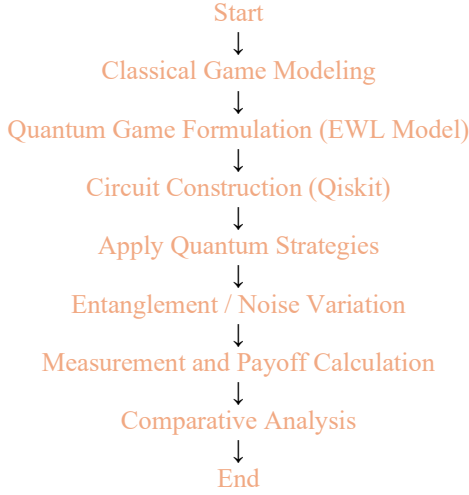 Start
Classical Game Modeling
Quantum Game Formulation (EWL Model)
Circuit Construction (Qiskit)
Apply Quantum Strategies
Entanglement / Noise Variation
Measurement and Payoff Calculation
Comparative Analysis
End